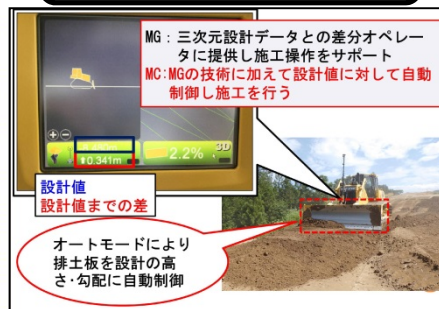 MG：三次元設計データとの差分オペレー
タに提供し施工操作をサポート
MC:MGの技術に加えて設計値に対して自動
制御し施工を行う
3D
0.341m
2.2%
設計値
設計値までの差
オートモードにより
排土板を設計の高
さ・勾配に自動制御